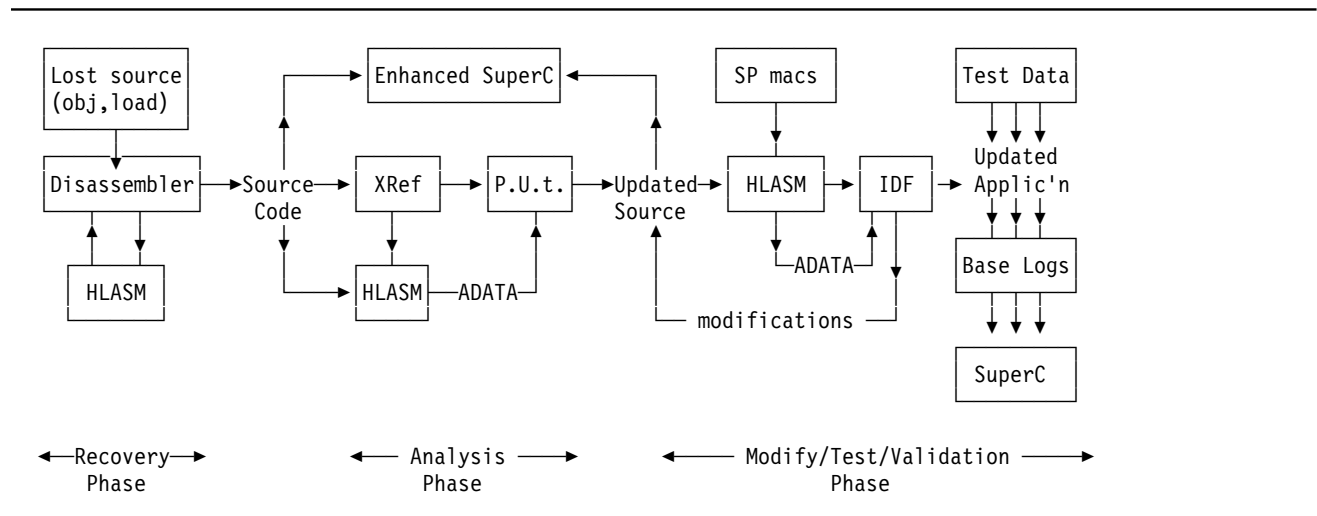 Lost source
(obj,load)
Enhanced SuperC
SP macs
Test Data
Disassembler
Source
Code
XRef
P.U.t.
Updated
Source
HLASM
IDF
Updated
Applic'n
HLASM
HLASM
ADATA
ADATA
Base Logs
modifications
SuperC
Recovery
Phase
Analysis
Phase
Modify/Test/Validation
Phase